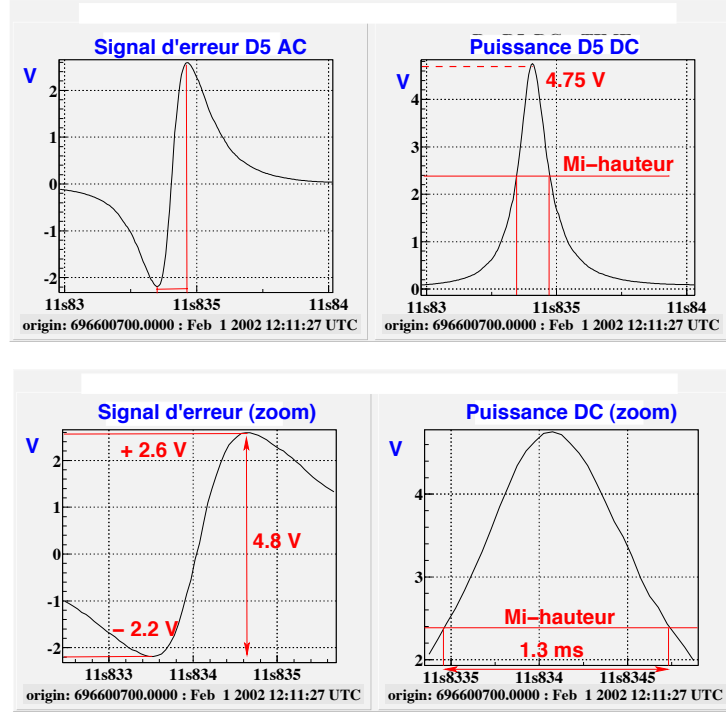 Signal d'erreur D5 AC
V
2
1
0
-1
-2
11s83 11s835 11s84
origin: 696600700.0000 : Feb 1 2002 12:11:27 UTC
Puissance D5 DC
V
4.75 V
4
3
Mi-hauteur
2
1
0
11s83 11s835 11s84
origin: 696600700.0000 : Feb 1 2002 12:11:27 UTC
Signal d'erreur (zoom)
V
+ 2.6 V
2
1
4.8 V
0
-1
- 2.2 V
-2
11s833 11s834 11s835
origin: 696600700.0000 : Feb 1 2002 12:11:27 UTC
Puissance DC (zoom)
V
4
3
Mi-hauteur
1.3 ms
2
11s8335 11s834 11s8345
origin: 696600700.0000 : Feb 1 2002 12:11:27 UTC